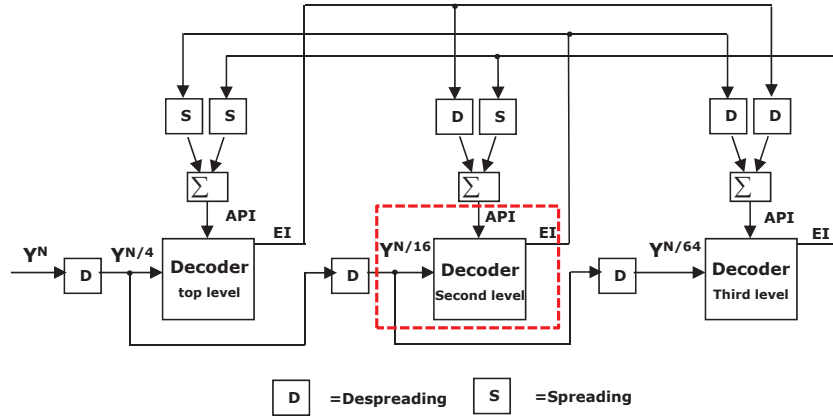 S S D S D D
Σ Σ Σ
API API API
EI EI EI
Y^N D Y^{N/4} Decoder top level D Y^{N/16} Decoder Second level D Y^{N/64} Decoder Third level
D =Despreading S =Spreading